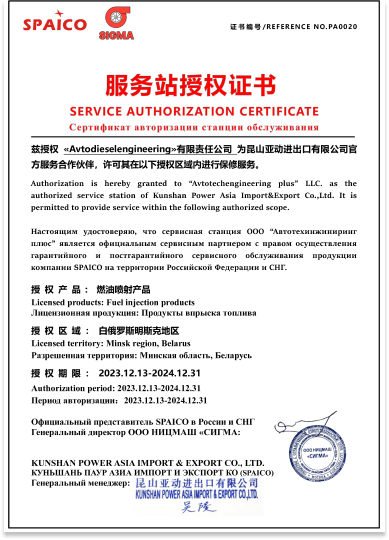 SPAICO
SIGMA
证书编号/REFERENCE NO.PA0020
服务站授权证书
SERVICE AUTHORIZATION CERTIFICATE
Сертификат авторизации станции обслуживания
兹授权 «Avtodieselengineering»有限责任公司 为昆山亚动进出口有限公司官
方服务合作伙伴，许可其在以下授权区域内进行保修服务。
Authorization is hereby granted to “Avtotechengineering plus” LLC. as the
authorized service station of Kunshan Power Asia Import&Export Co.,Ltd. It is
permitted to provide service within the following authorized scope.
Настоящим удостоверяю, что сервисная станция ООО “Автотехинжиниринг
плюс” является официальным сервисным партнером с правом осуществления
гарантийного и постгарантийного сервисного обслуживания продукции
компании SPAICO на территории Российской Федерации и СНГ.
授 权 产 品： 燃油喷射产品
Licensed products: Fuel injection products
Лицензионная продукция: Продукты впрыска топлива
授 权 区 域： 白俄罗斯明斯克地区
Licensed territory: Minsk region, Belarus
Разрешенная территория: Минская область, Беларусь
授 权 期 限： 2023.12.13-2024.12.31
Authorization period: 2023.12.13-2024.12.31
Период авторизации：2023.12.13-2024.12.31
Официальный представитель SPAICO в России и СНГ
Генеральный директор ООО НИЦМАШ «СИГМА:
ООО НИЦМАШ
«СИГМА»
KUNSHAN POWER ASIA IMPORT & EXPORT CO., LTD.
КУНЬШАНЬ ПАУР АЗИА ИМПОРТ И ЭКСПОРТ КО (SPAICO)
Генеральный менеджер:
昆山亚动进出口有限公司
KUNSHAN POWER ASIA IMPORT & EXPORT CO.,LTD.